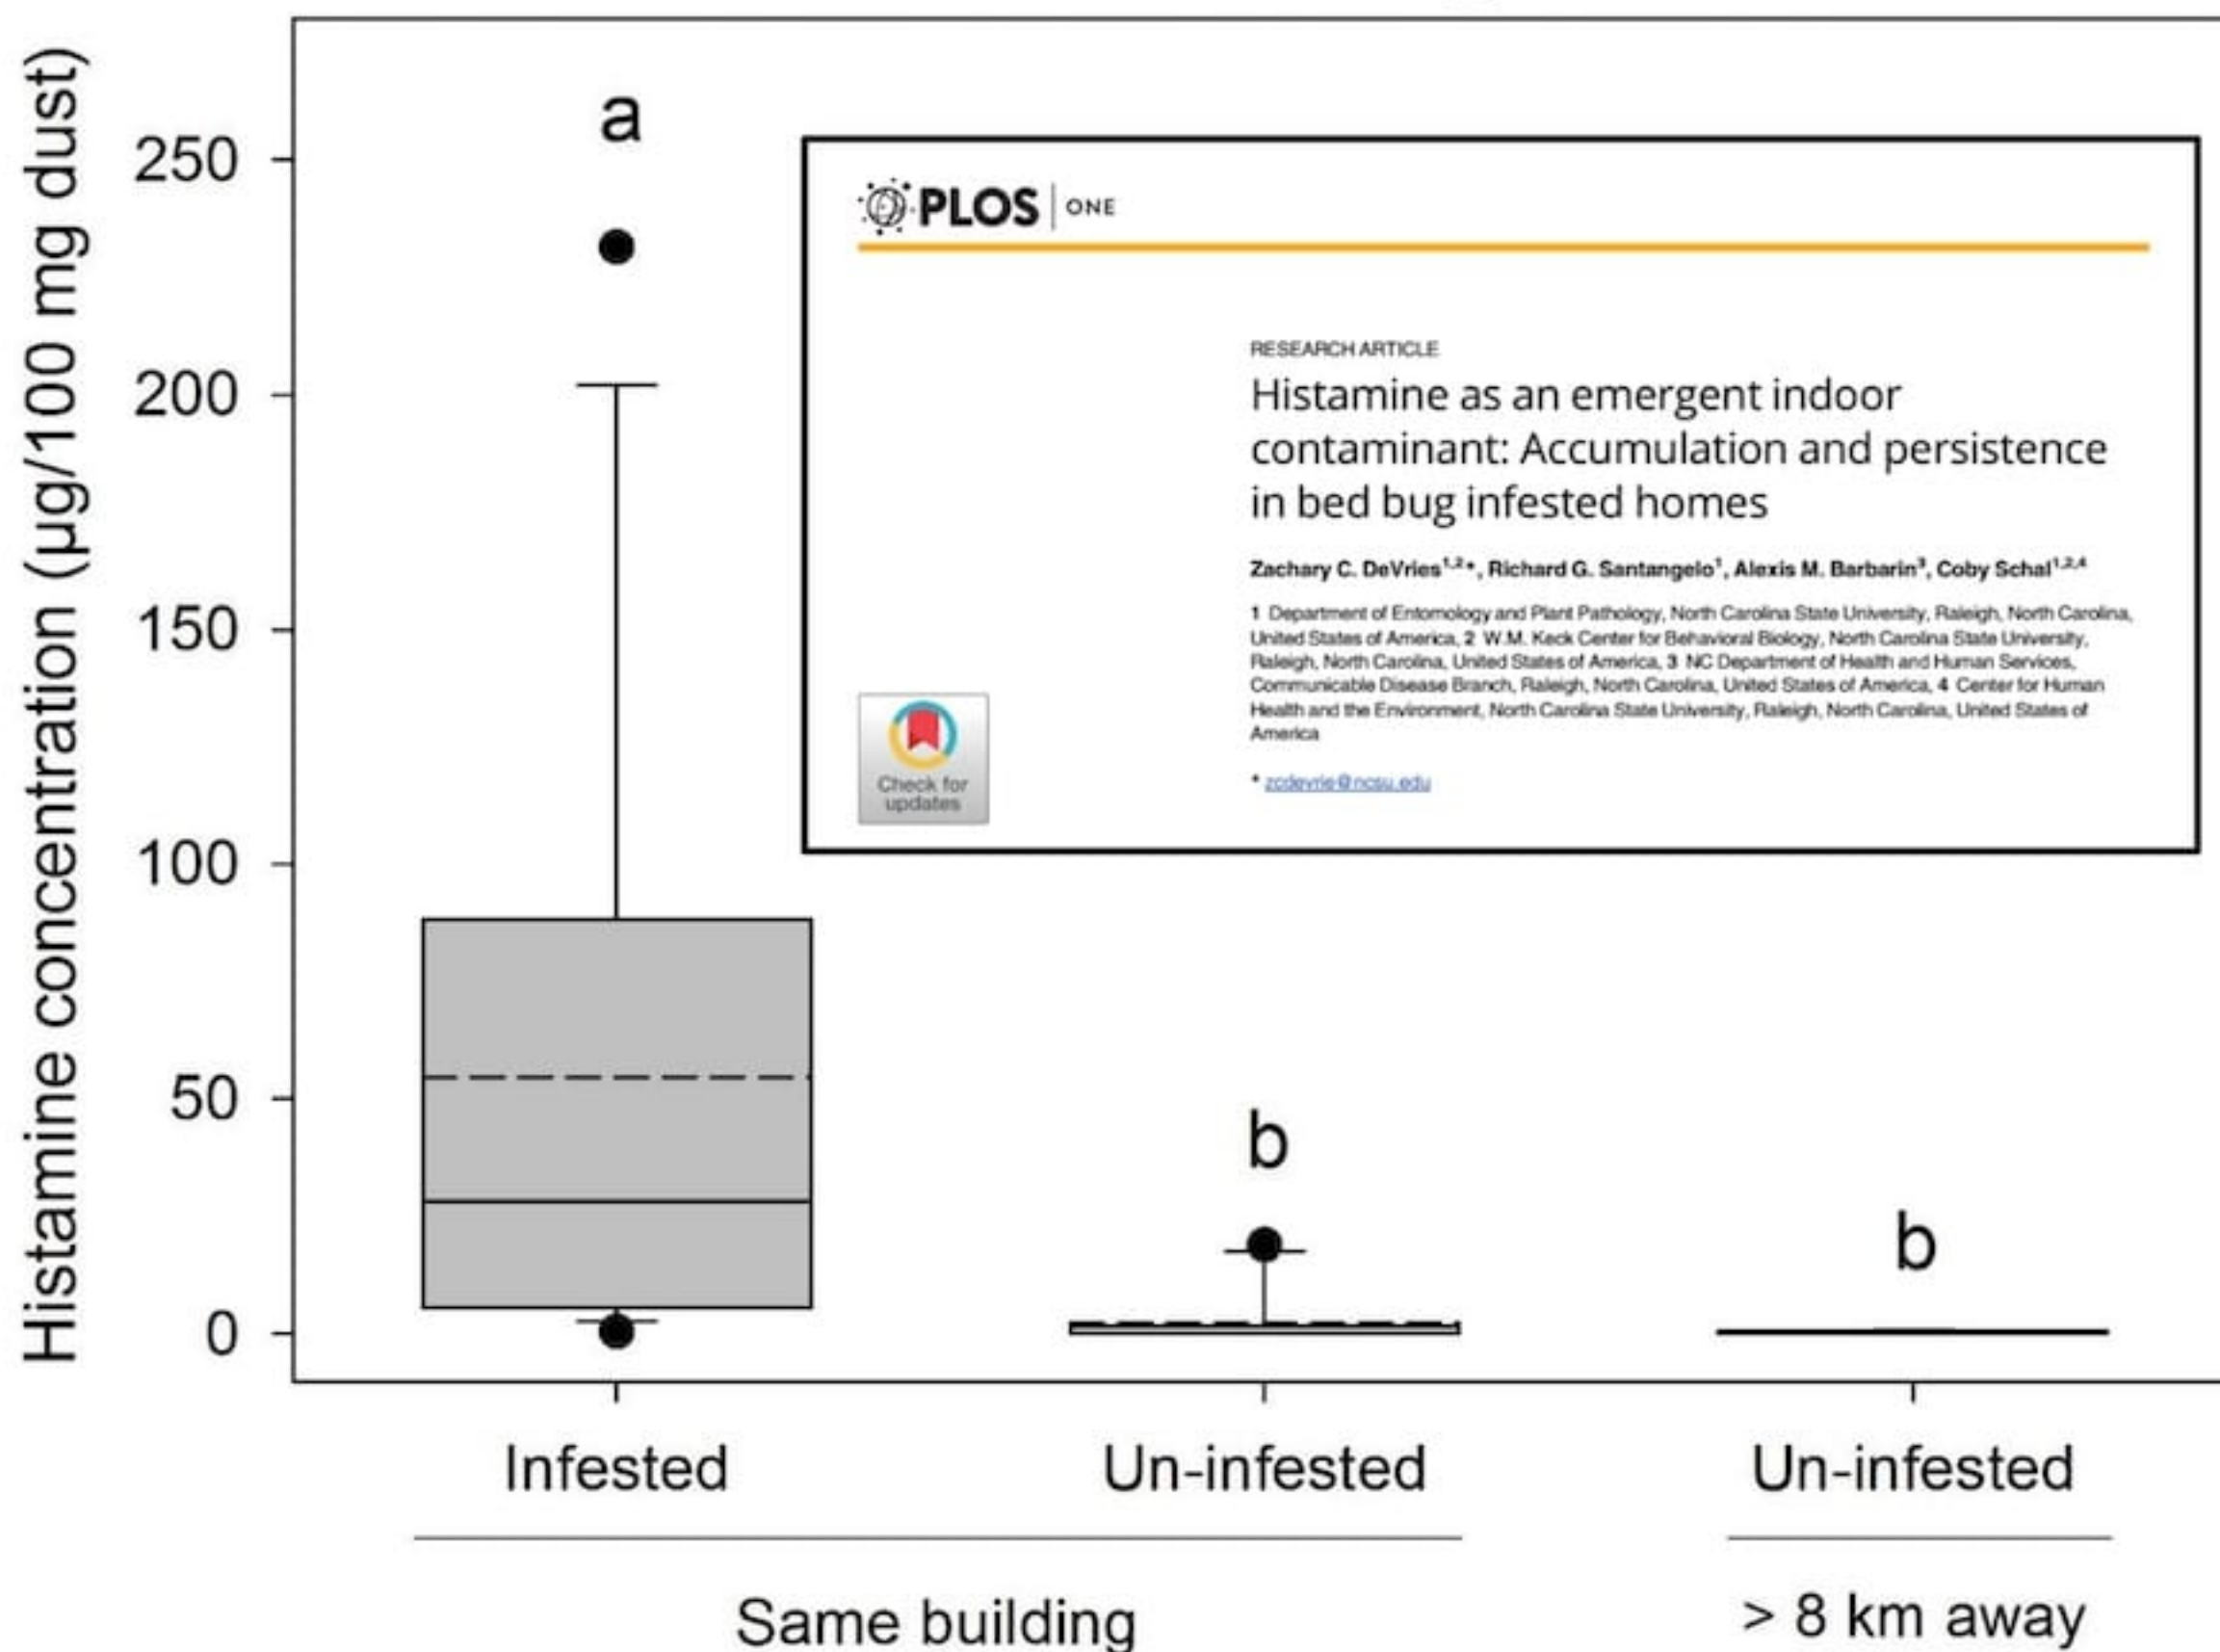 Histamine concentration (µg/100 mg dust)
250
200
150
100
50
0
a
b
b
PLOS ONE
RESEARCH ARTICLE
Histamine as an emergent indoor
contaminant: Accumulation and persistence
in bed bug infested homes
Zachary C. DeVries1,2*, Richard G. Santangelo1, Alexis M. Barbarin3, Coby Schal1,2,4
1 Department of Entomology and Plant Pathology, North Carolina State University, Raleigh, North Carolina,
United States of America, 2 W.M. Keck Center for Behavioral Biology, North Carolina State University,
Raleigh, North Carolina, United States of America, 3 NC Department of Health and Human Services,
Communicable Disease Branch, Raleigh, North Carolina, United States of America, 4 Center for Human
Health and the Environment, North Carolina State University, Raleigh, North Carolina, United States of
America
* zcdevrie@ncsu.edu
Check for
updates
Infested
Un-infested
Un-infested
Same building
> 8 km away